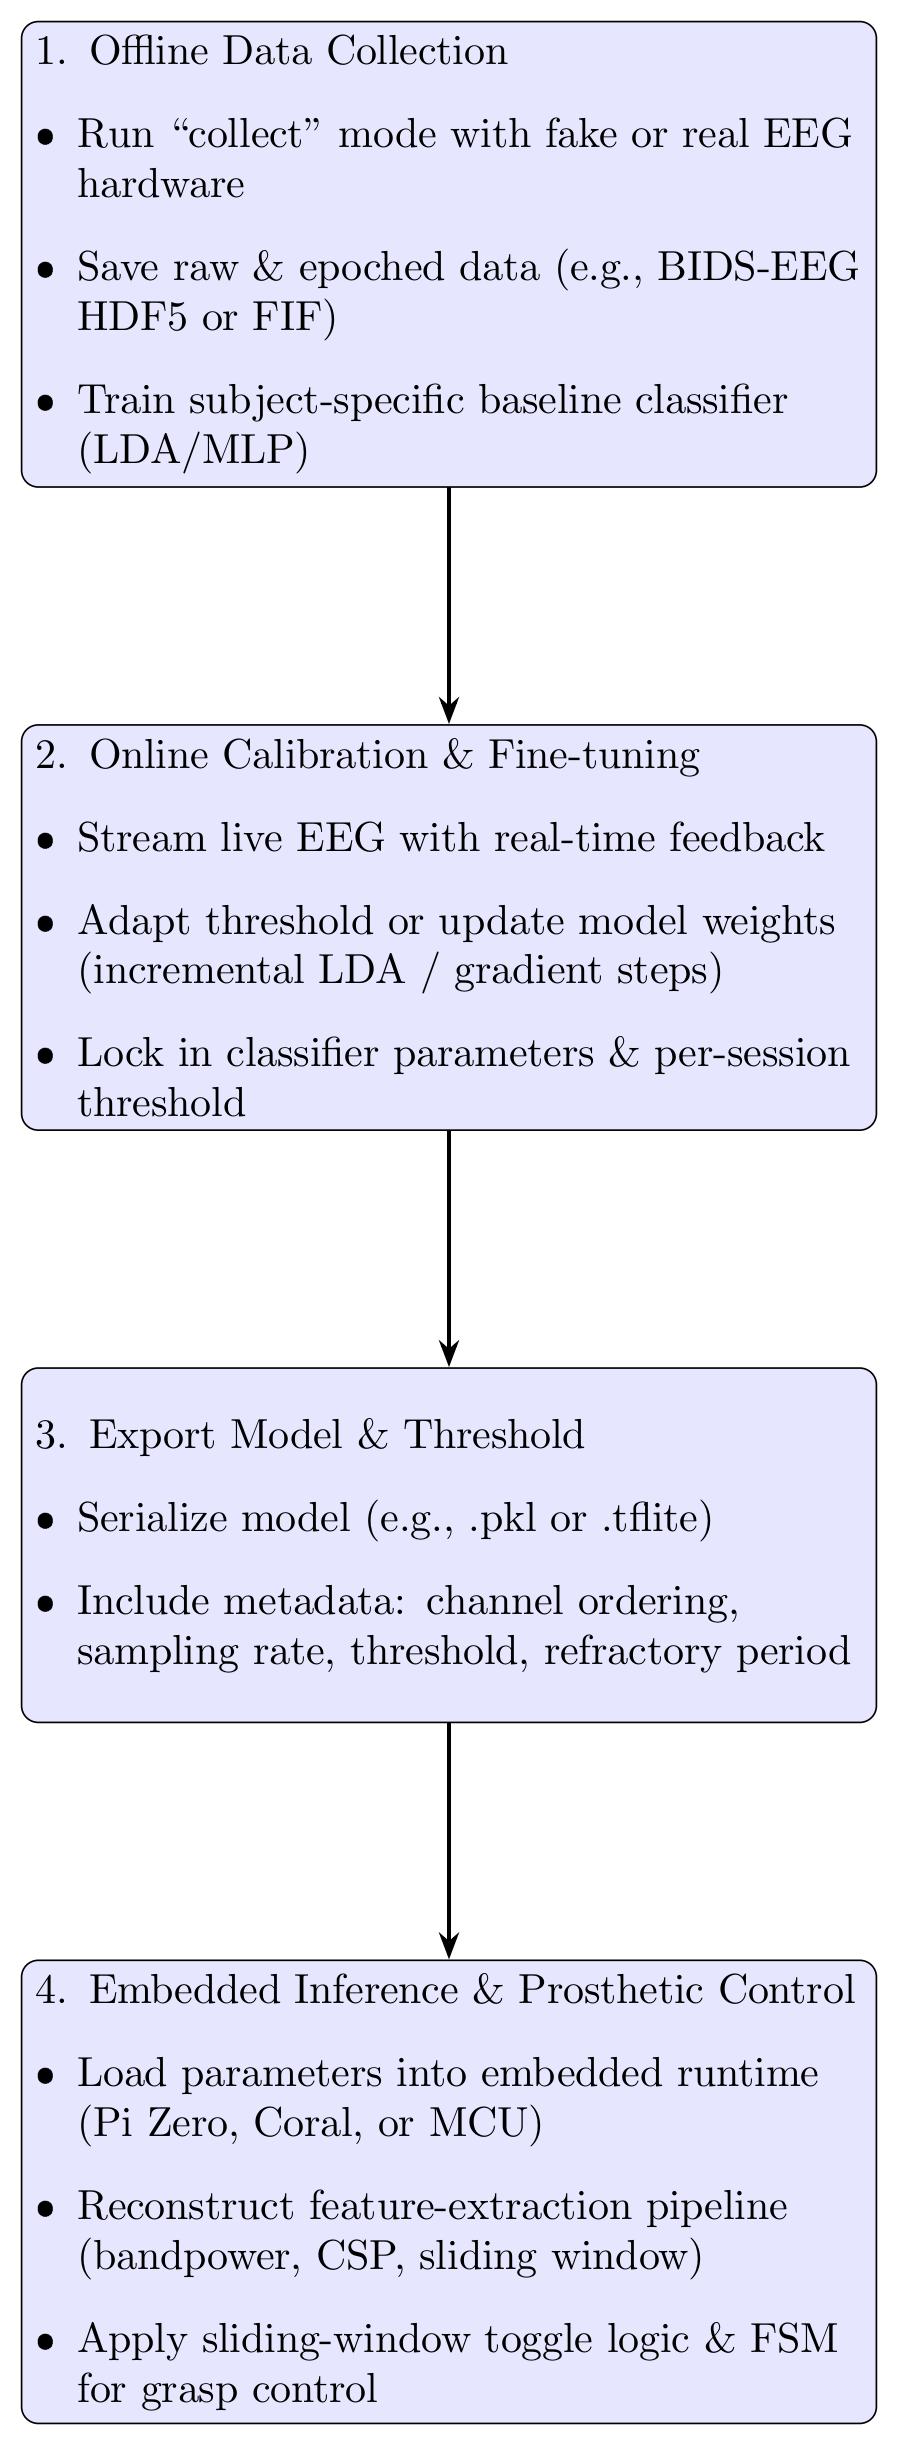 1. Offline Data Collection
• Run “collect” mode with fake or real EEG
hardware
• Save raw & epoched data (e.g., BIDS-EEG
HDF5 or FIF)
• Train subject-specific baseline classifier
(LDA/MLP)
2. Online Calibration & Fine-tuning
• Stream live EEG with real-time feedback
• Adapt threshold or update model weights
(incremental LDA / gradient steps)
• Lock in classifier parameters & per-session
threshold
3. Export Model & Threshold
• Serialize model (e.g., .pkl or .tflite)
• Include metadata: channel ordering,
sampling rate, threshold, refractory period
4. Embedded Inference & Prosthetic Control
• Load parameters into embedded runtime
(Pi Zero, Coral, or MCU)
• Reconstruct feature-extraction pipeline
(bandpower, CSP, sliding window)
• Apply sliding-window toggle logic & FSM
for grasp control